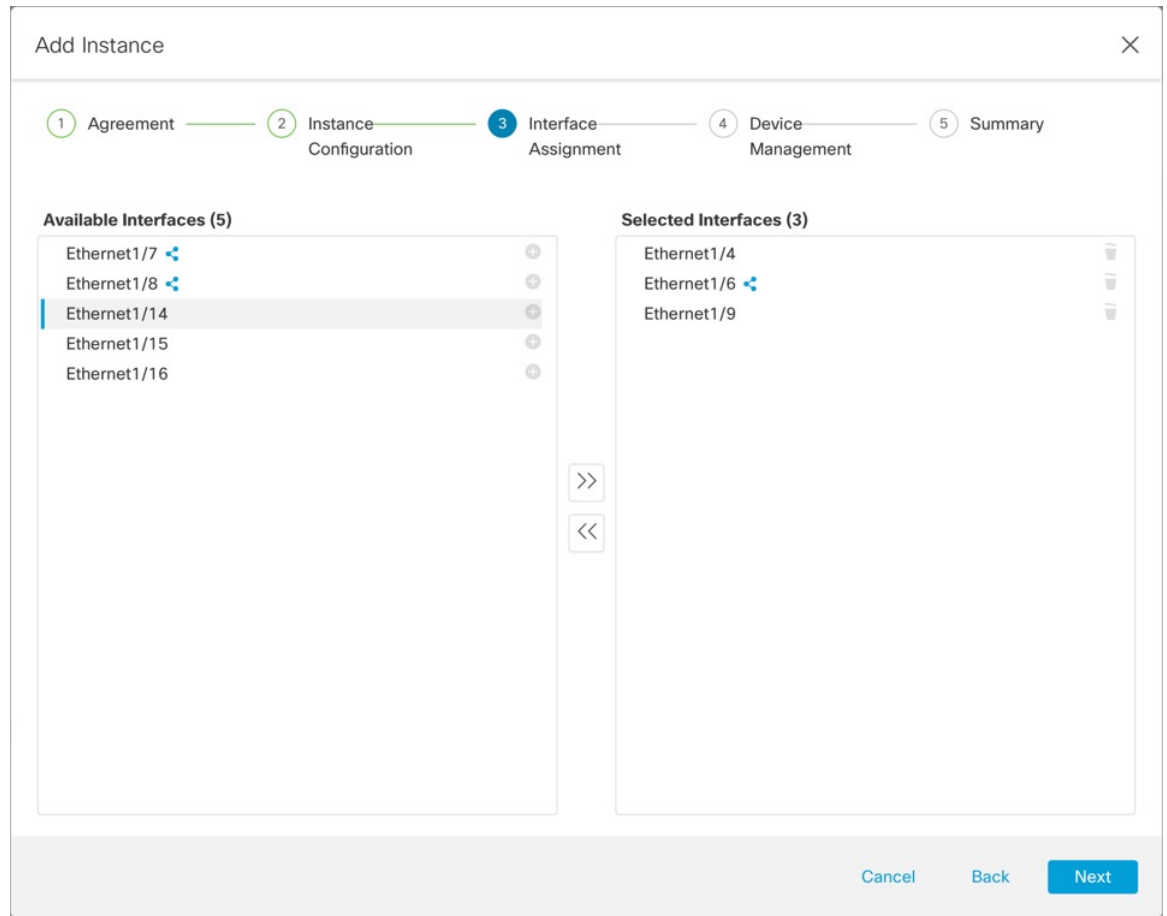 Add Instance
1 Agreement 2 Instance 3 Interface 4 Device 5 Summary
Configuration Assignment Management
Available Interfaces (5)
Ethernet1/7
Ethernet1/8
Ethernet1/14
Ethernet1/15
Ethernet1/16
Selected Interfaces (3)
Ethernet1/4
Ethernet1/6
Ethernet1/9
>>
<<
Cancel Back Next